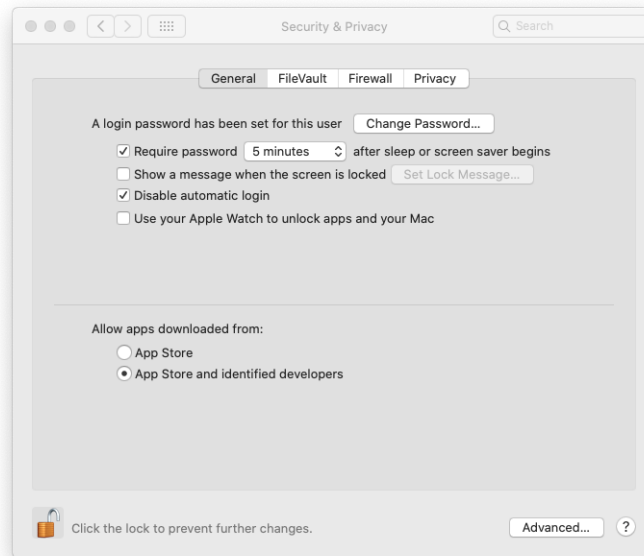 Security & Privacy
Search
General FileVault Firewall Privacy
A login password has been set for this user Change Password...
Require password 5 minutes after sleep or screen saver begins
Show a message when the screen is locked Set Lock Message...
Disable automatic login
Use your Apple Watch to unlock apps and your Mac
Allow apps downloaded from:
App Store
App Store and identified developers
Click the lock to prevent further changes. Advanced... ?